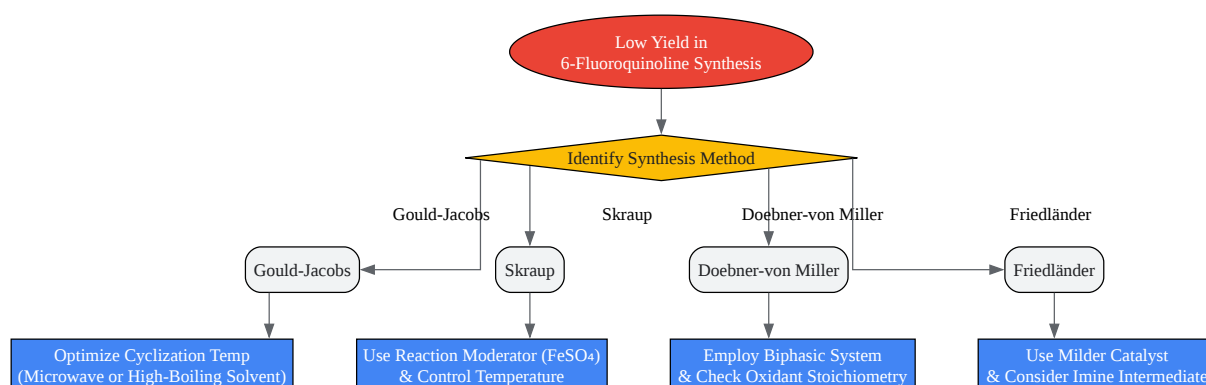 Low Yield in
6-Fluoroquinoline Synthesis
Identify Synthesis Method
Gould-Jacobs
Skraup
Doebner-von Miller
Friedländer
Gould-Jacobs
Skraup
Doebner-von Miller
Friedländer
Optimize Cyclization Temp
(Microwave or High-Boiling Solvent)
Use Reaction Moderator (FeSO₄)
& Control Temperature
Employ Biphasic System
& Check Oxidant Stoichiometry
Use Milder Catalyst
& Consider Imine Intermediate